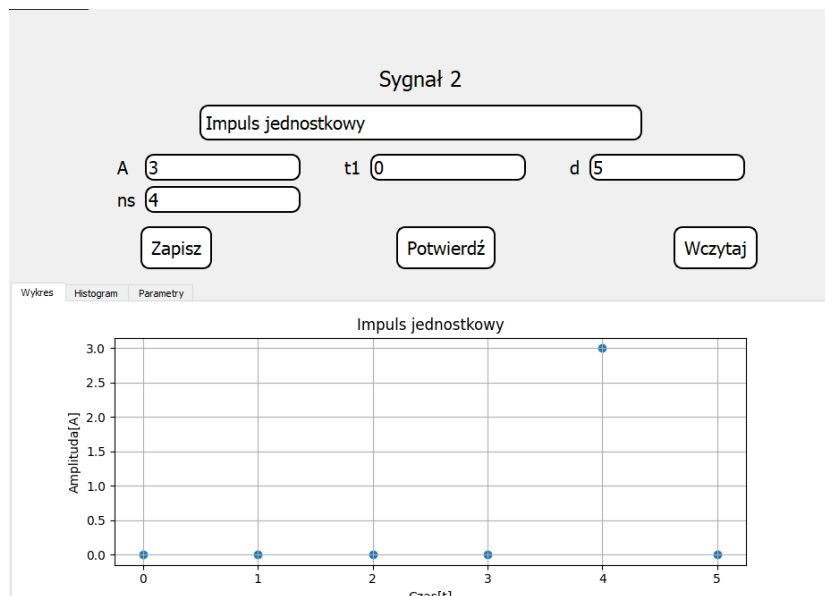 Sygnał 2
Impuls jednostkowy
A 3 t1 0 d 5
ns 4
Zapisz Potwierdź Wczytaj
Wykres Histogram Parametry
Impuls jednostkowy
Amplituda[A]
3.0
2.5
2.0
1.5
1.0
0.5
0.0
0 1 2 3 4 5
Czas[t]